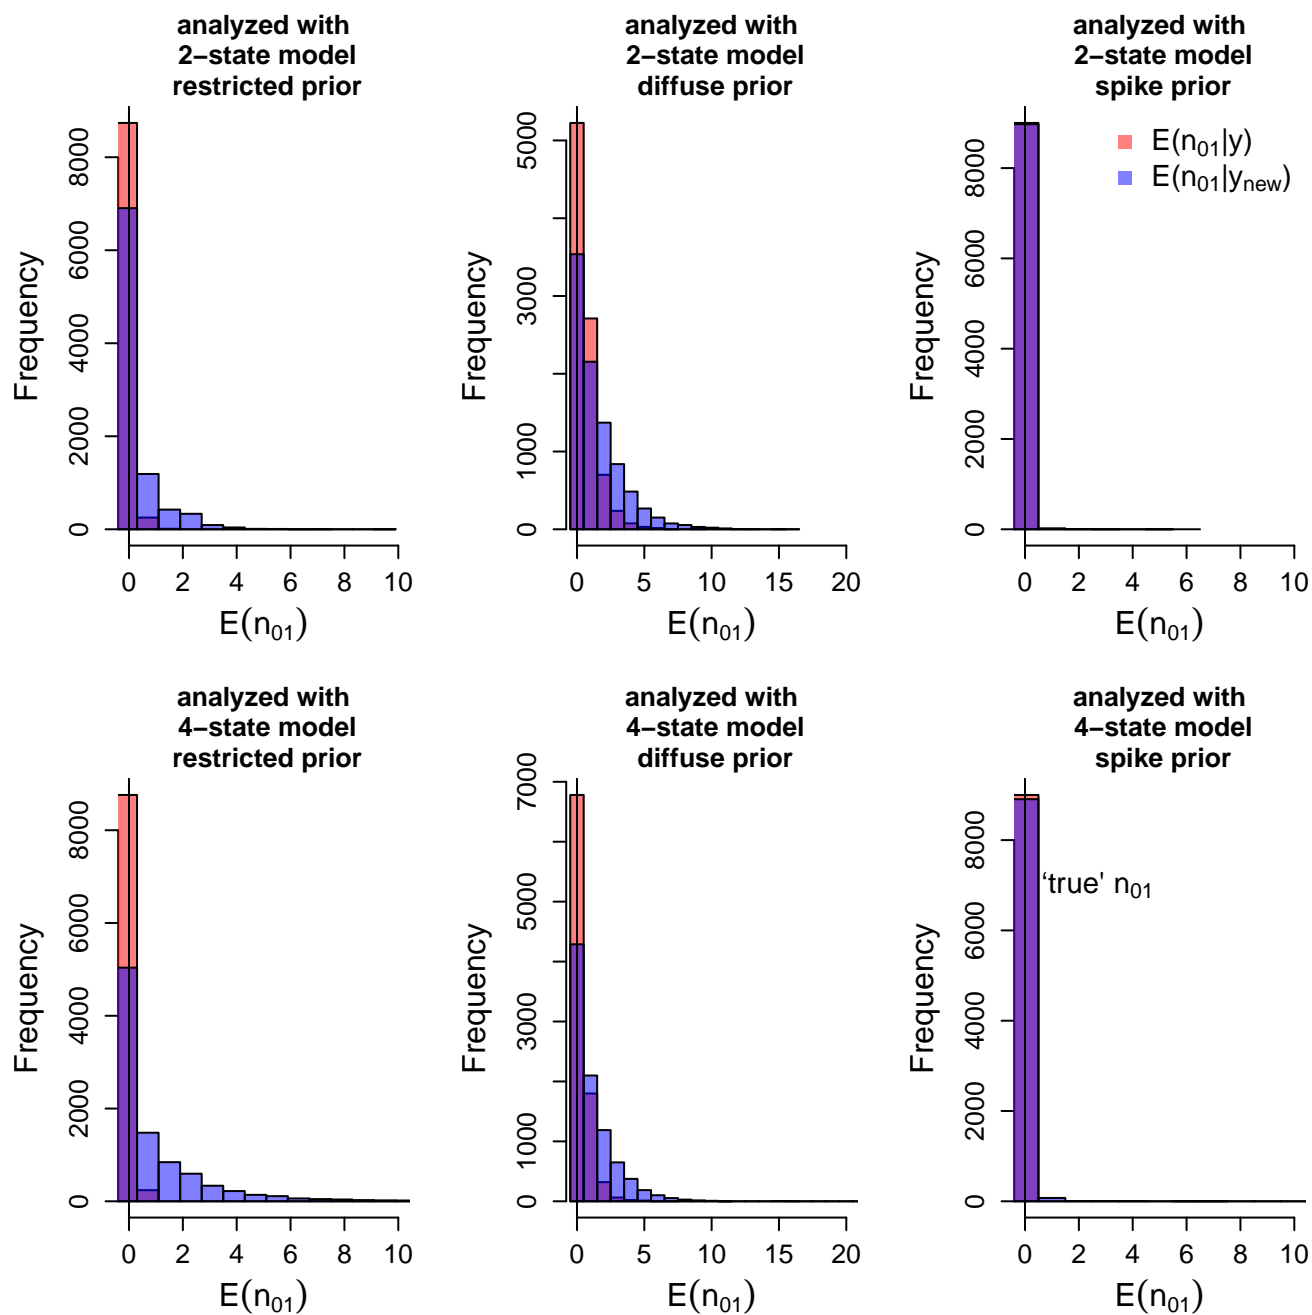 analyzed with
2−state model
restricted prior
Frequency
0 2000 4000 6000 8000
0 2 4 6 8 10
E(n01)
analyzed with
2−state model
diffuse prior
Frequency
0 1000 3000 5000
0 5 10 15 20
E(n01)
analyzed with
2−state model
spike prior
E(n01|y)
E(n01|ynew)
Frequency
0 2000 4000 6000 8000
0 2 4 6 8 10
E(n01)
analyzed with
4−state model
restricted prior
Frequency
0 2000 4000 6000 8000
0 2 4 6 8 10
E(n01)
analyzed with
4−state model
diffuse prior
Frequency
0 1000 3000 5000 7000
0 5 10 15 20
E(n01)
analyzed with
4−state model
spike prior
‘true' n01
Frequency
0 2000 4000 6000 8000
0 2 4 6 8 10
E(n01)